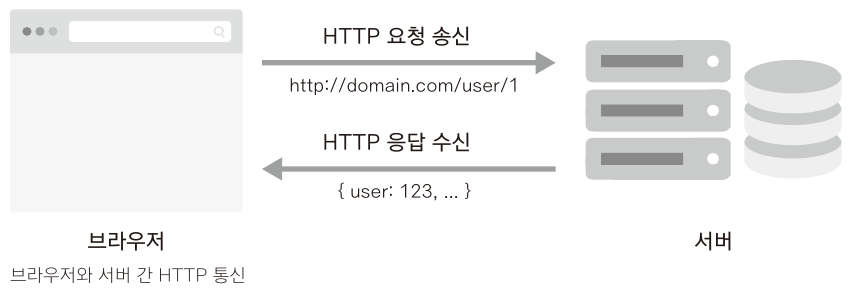 HTTP 요청 송신
http://domain.com/user/1
HTTP 응답 수신
{ user: 123, ... }
브라우저
서버
브라우저와 서버 간 HTTP 통신